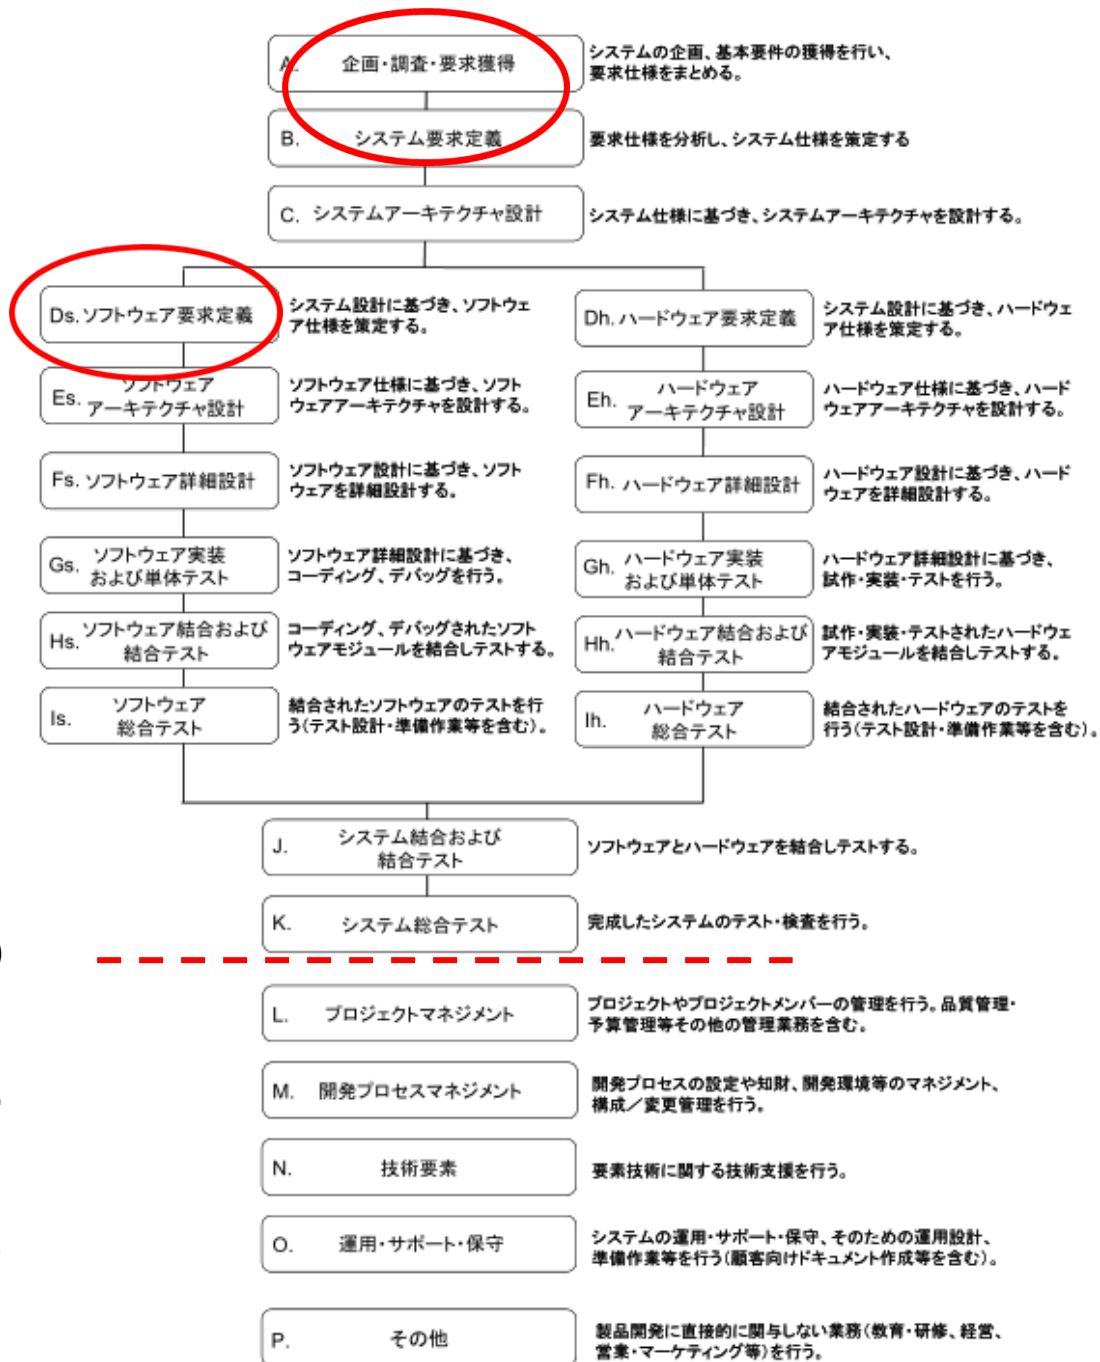 A. 企画・調査・要求獲得
システムの企画、基本要件の獲得を行い、
要求仕様をまとめる。
B. システム要求定義
要求仕様を分析し、システム仕様を策定する
C. システムアーキテクチャ設計
システム仕様に基づき、システムアーキテクチャを設計する。
Ds. ソフトウェア要求定義
システム設計に基づき、ソフトウェ
ア仕様を策定する。
Dh. ハードウェア要求定義
システム設計に基づき、ハードウェ
ア仕様を策定する。
Es. ソフトウェア
アーキテクチャ設計
ソフトウェア仕様に基づき、ソフト
ウェアアーキテクチャを設計する。
Eh. ハードウェア
アーキテクチャ設計
ハードウェア仕様に基づき、ハード
ウェアアーキテクチャを設計する。
Fs. ソフトウェア詳細設計
ソフトウェア設計に基づき、ソフト
ウェアを詳細設計する。
Fh. ハードウェア詳細設計
ハードウェア設計に基づき、ハード
ウェアを詳細設計する。
Gs. ソフトウェア実装
および単体テスト
ソフトウェア詳細設計に基づき、
コーディング、デバッグを行う。
Gh. ハードウェア実装
および単体テスト
ハードウェア詳細設計に基づき、
試作・実装・テストを行う。
Hs. ソフトウェア結合および
結合テスト
コーディング、デバッグされたソフト
ウェアモジュールを結合しテストする。
Hh. ハードウェア結合および
結合テスト
試作・実装・テストされたハードウェ
アモジュールを結合しテストする。
Is. ソフトウェア
総合テスト
結合されたソフトウェアのテストを行
う(テスト設計・準備作業等を含む)。
Ih. ハードウェア
総合テスト
結合されたハードウェアのテストを
行う(テスト設計・準備作業等を含む)。
J. システム結合および
結合テスト
ソフトウェアとハードウェアを結合しテストする。
K. システム総合テスト
完成したシステムのテスト・検査を行う。
L. プロジェクトマネジメント
プロジェクトやプロジェクトメンバーの管理を行う。品質管理・
予算管理等その他の管理業務を含む。
M. 開発プロセスマネジメント
開発プロセスの設定や知財、開発環境等のマネジメント、
構成／変更管理を行う。
N. 技術要素
要素技術に関する技術支援を行う。
O. 運用・サポート・保守
システムの運用・サポート・保守、そのための運用設計、
準備作業等を行う(顧客向けドキュメント作成等を含む)。
P. その他
製品開発に直接的に関与しない業務(教育・研修、経営、
営業・マーケティング等)を行う。